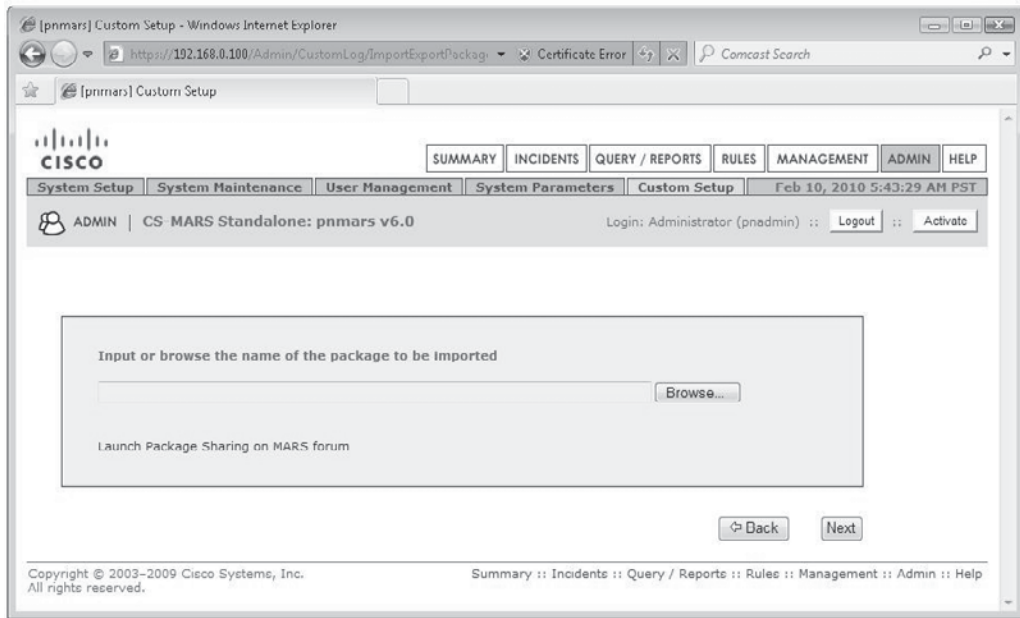 [pnmars] Custom Setup - Windows Internet Explorer
https://192.168.0.100/Admin/CustomLog/ImportExportPackage Certificate Error Comcast Search
[pnmars] Custom Setup
CISCO
SUMMARY INCIDENTS QUERY / REPORTS RULES MANAGEMENT ADMIN HELP
System Setup System Maintenance User Management System Parameters Custom Setup Feb 10, 2010 5:43:29 AM PST
ADMIN | CS-MARS Standalone: pnmars v6.0 Login: Administrator (pnadmin) :: Logout :: Activate
Input or browse the name of the package to be imported
Browse...
Launch Package Sharing on MARS forum
Back Next
Copyright © 2003-2009 Cisco Systems, Inc. Summary :: Incidents :: Query / Reports :: Rules :: Management :: Admin :: Help
All rights reserved.